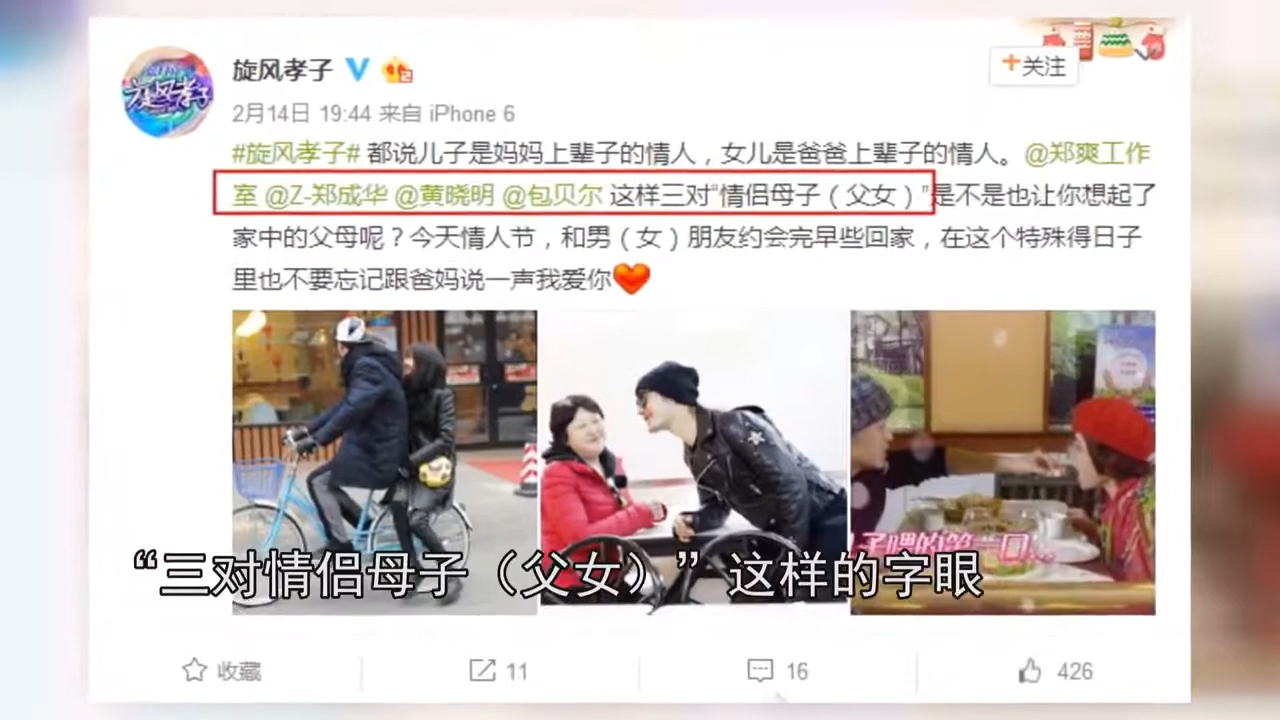 旋风孝子
+关注
2月14日 19:44 来自 iPhone 6
#旋风孝子# 都说儿子是妈妈上辈子的情人，女儿是爸爸上辈子的情人。@郑爽工作
室 @Z-郑成华 @黄晓明 @包贝尔 这样三对“情侣母子（父女）”是不是也让你想起了
家中的父母呢？今天情人节，和男（女）朋友约会完早些回家，在这个特殊得日子
里也不要忘记跟爸妈说一声我爱你
“三对情侣母子（父女）”这样的字眼
收藏
11
16
426